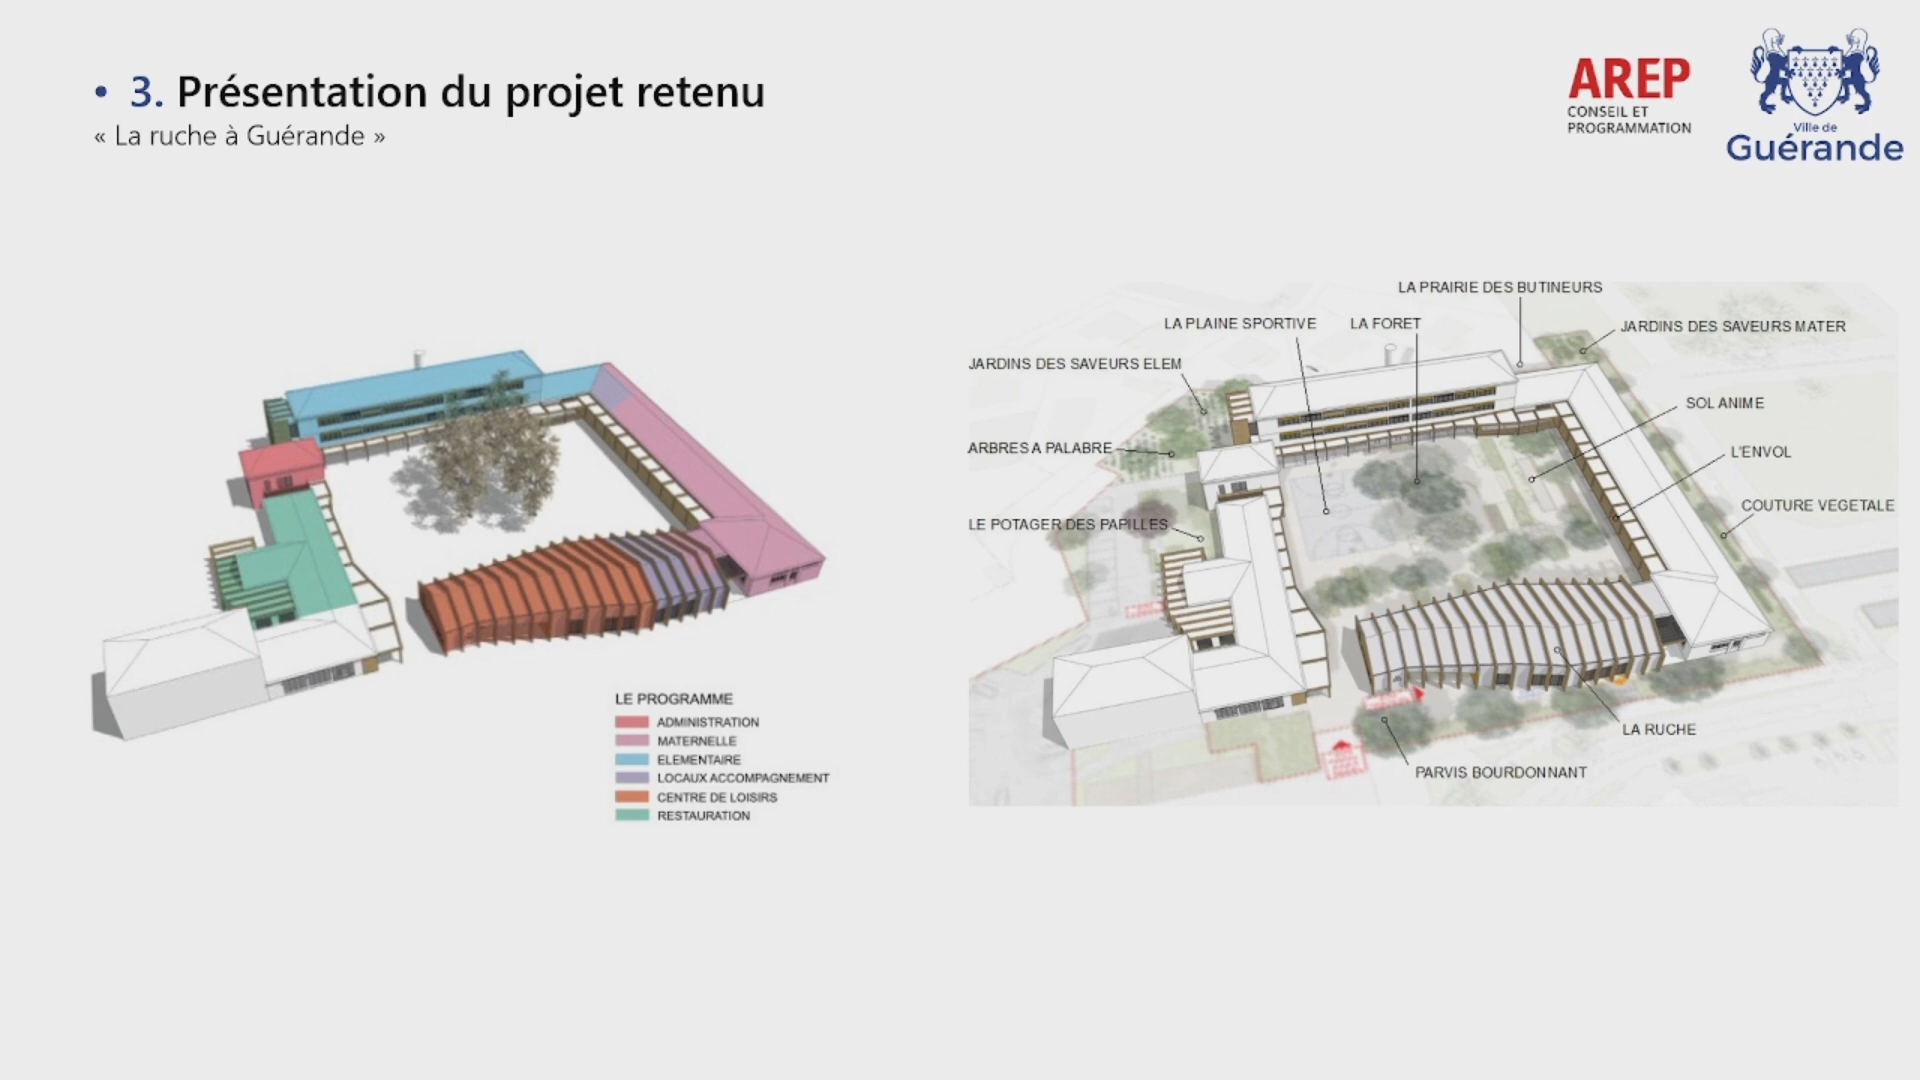 • 3. Présentation du projet retenu
« La ruche à Guérande »
AREP
CONSEIL ET
PROGRAMMATION
Ville de
Guérande
LE PROGRAMME
ADMINISTRATION
MATERNELLE
ELEMENTAIRE
LOCAUX ACCOMPAGNEMENT
CENTRE DE LOISIRS
RESTAURATION
LA PRAIRIE DES BUTINEURS
LA PLAINE SPORTIVE
LA FORET
JARDINS DES SAVEURS MATER
JARDINS DES SAVEURS ELEM
SOL ANIME
ARBRES A PALABRE
L'ENVOL
COUTURE VEGETALE
LE POTAGER DES PAPILLES
LA RUCHE
PARVIS BOURDONNANT